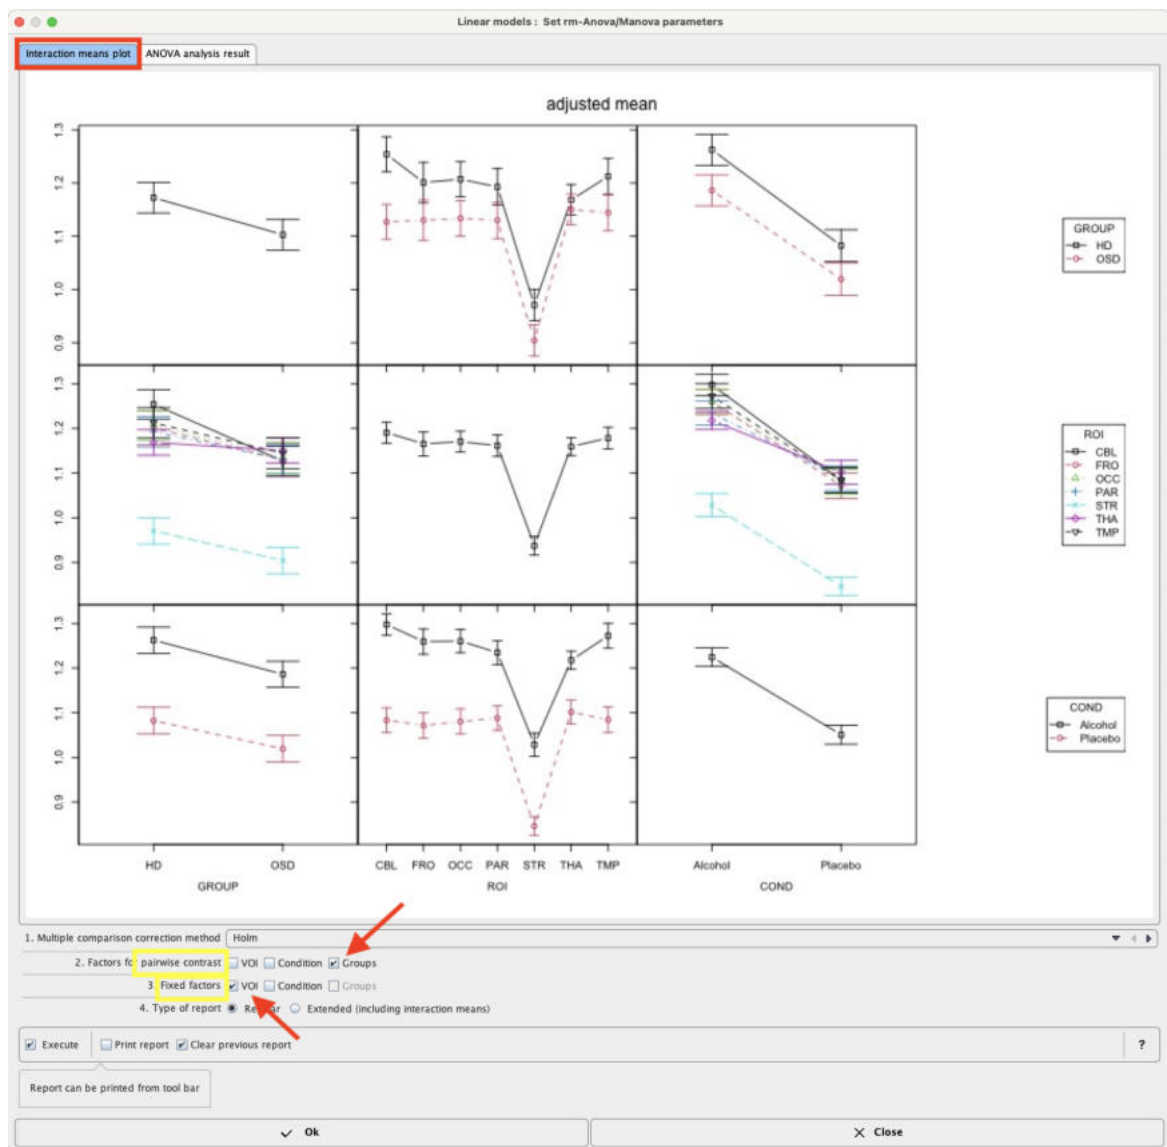 Linear models : Set rm-Anova/Manova parameters
Interaction means plot ANOVA analysis result
adjusted mean
1.3
1.2
1.1
1.0
0.9
GROUP
HD
OSD
1.3
1.2
1.1
1.0
0.9
ROI
CBL
FRO
OCC
PAR
STR
THA
TMP
1.3
1.2
1.1
1.0
0.9
COND
Alcohol
Placebo
HD OSD CBL FRO OCC PAR STR THA TMP Alcohol Placebo
GROUP ROI COND
1. Multiple comparison correction method Holm
2. Factors for pairwise contrast VOI Condition Groups
3. Fixed factors VOI Condition Groups
4. Type of report Regular Extended (including interaction means)
Execute Print report Clear previous report ?
Report can be printed from tool bar
Ok Close